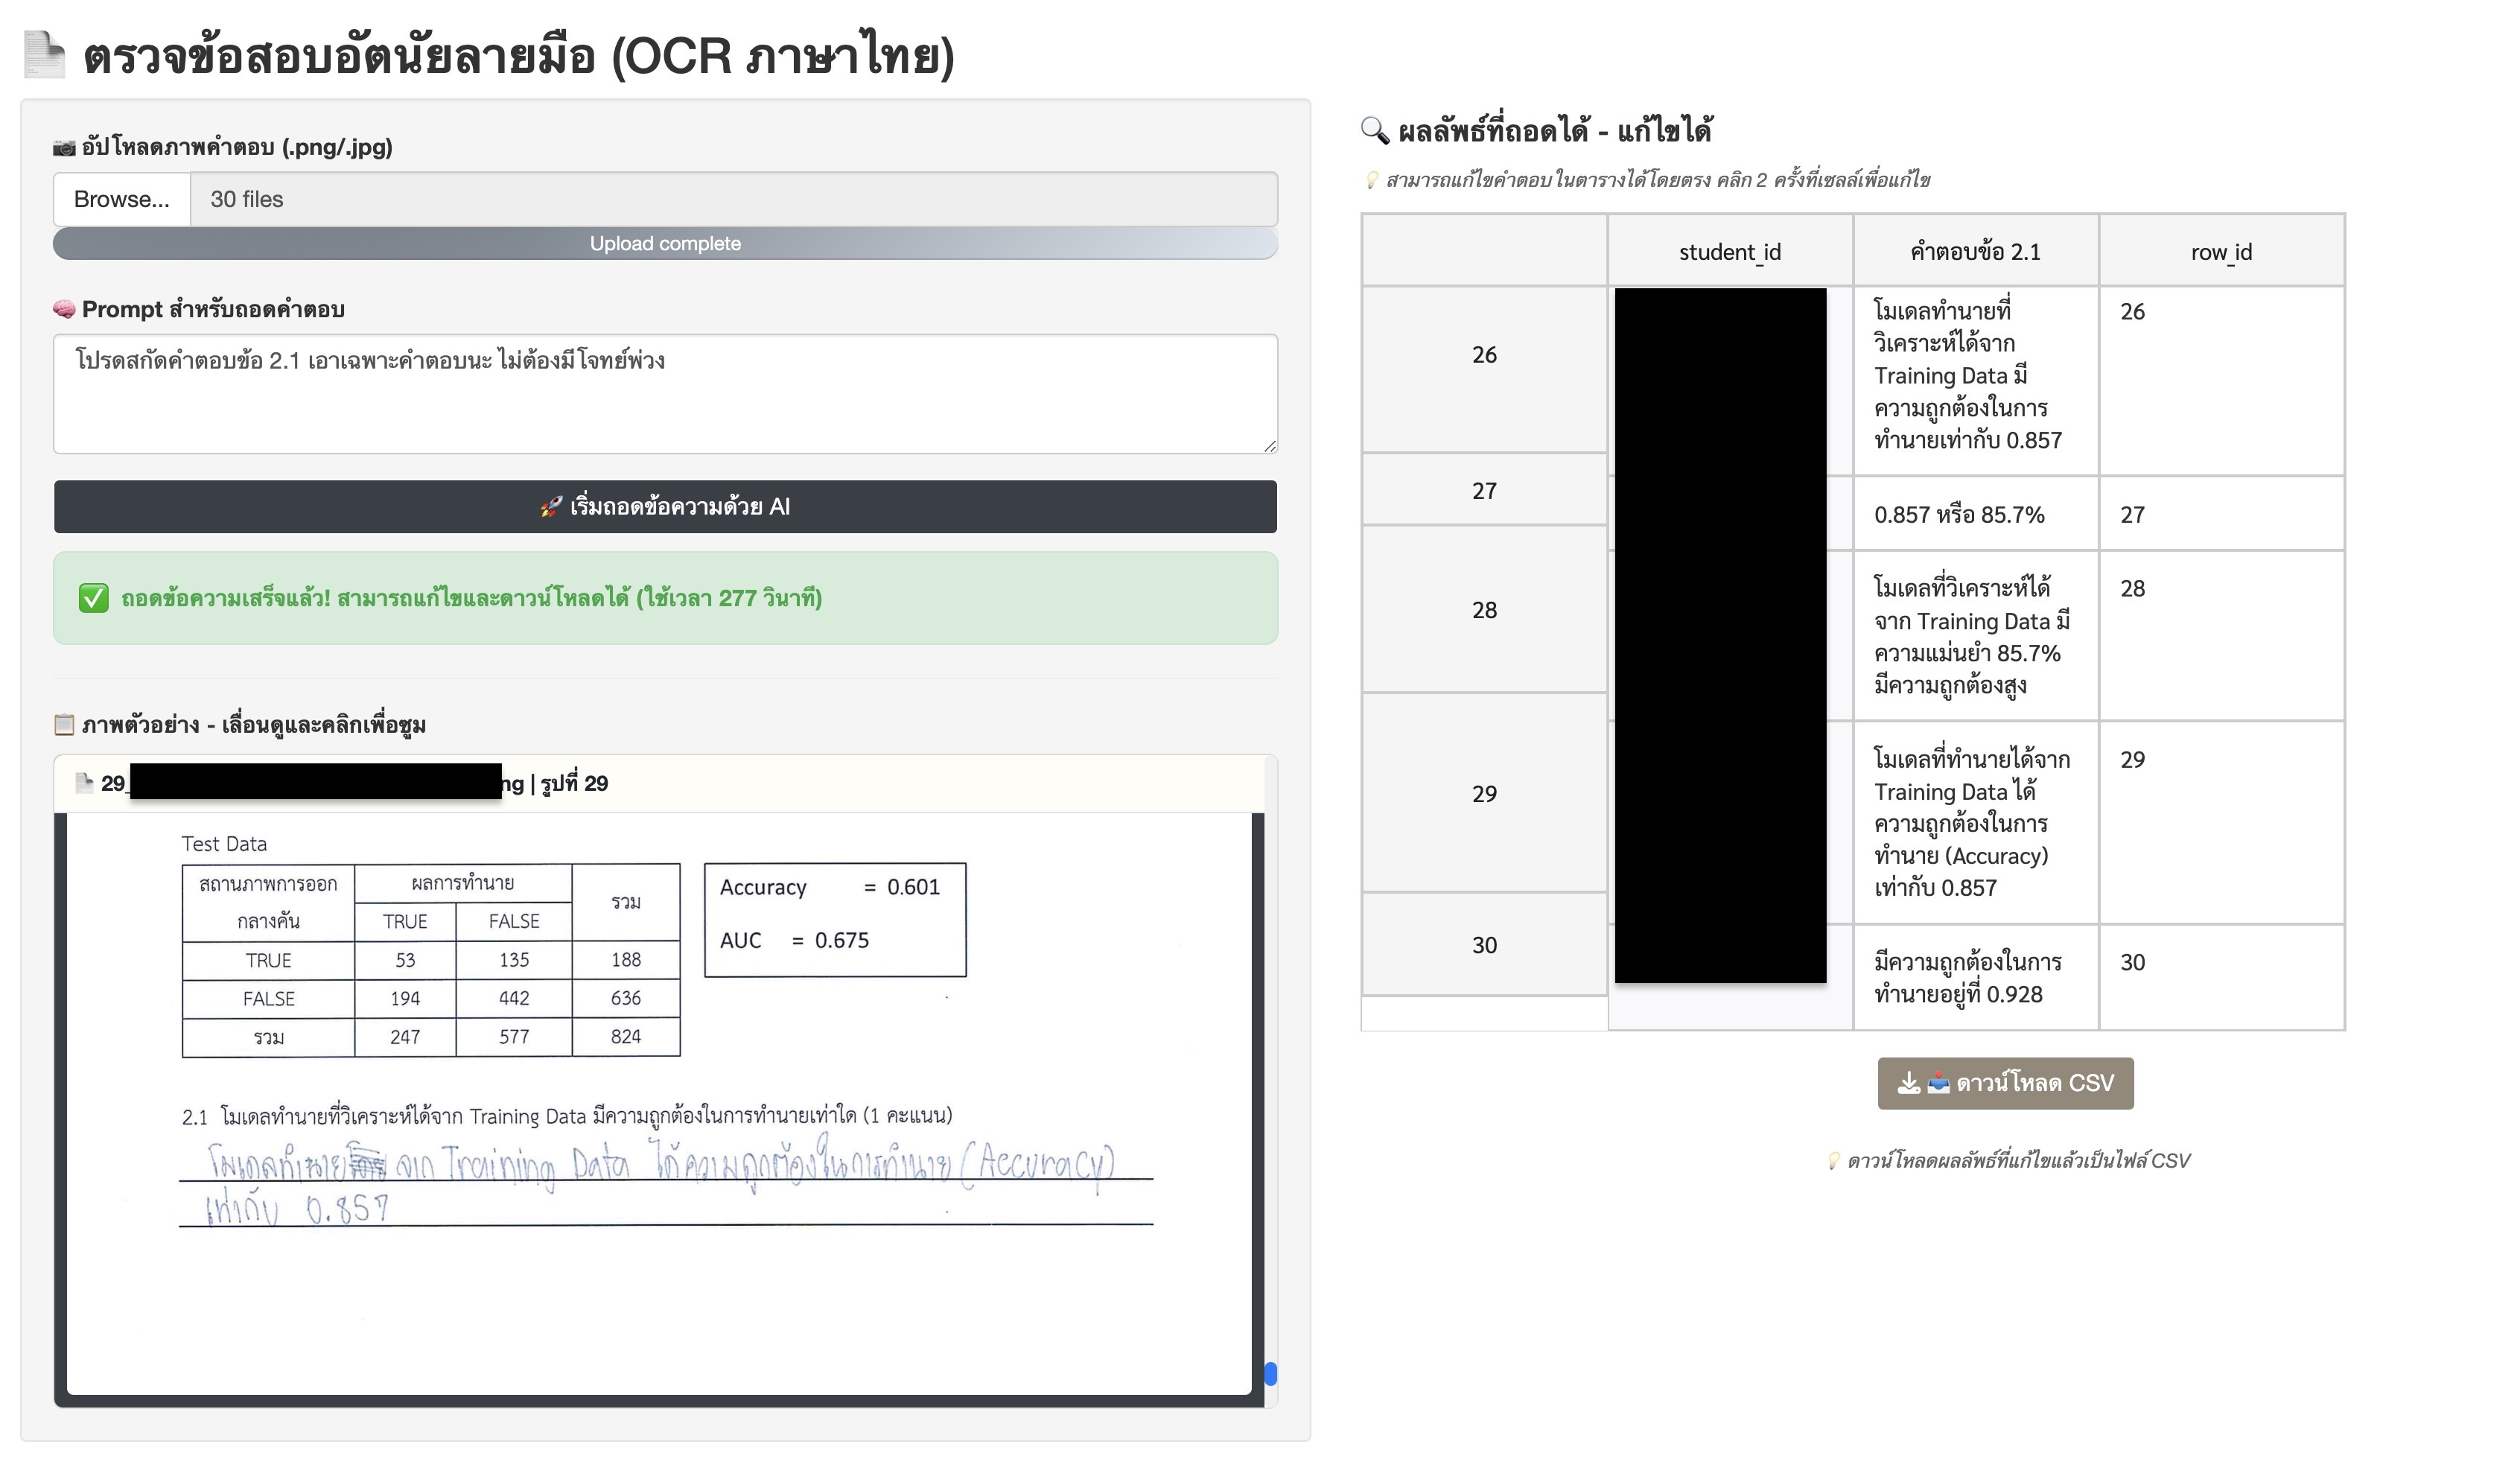 ตรวจข้อสอบอัตนัยลายมือ (OCR ภาษาไทย)
อัปโหลดภาพคำตอบ (.png/.jpg)
Browse... 30 files
Upload complete
Prompt สำหรับถอดคำตอบ
โปรดสกัดคำตอบข้อ 2.1 เอาเฉพาะคำตอบนะ ไม่ต้องมีโจทย์พ่วง
เริ่มถอดข้อความด้วย AI
ถอดข้อความเสร็จแล้ว! สามารถแก้ไขและดาวน์โหลดได้ (ใช้เวลา 277 วินาที)
ภาพตัวอย่าง - เลื่อนดูและคลิกเพื่อซูม
29_ ng | รูปที่ 29
Test Data
สถานภาพการออก ผลการทำนาย รวม
กลางคัน TRUE FALSE
TRUE 53 135 188
FALSE 194 442 636
รวม 247 577 824
Accuracy = 0.601
AUC = 0.675
2.1 โมเดลทำนายที่วิเคราะห์ได้จาก Training Data มีความถูกต้องในการทำนายเท่าใด (1 คะแนน)
โมเดลทำนาย จาก Training Data ได้ความถูกต้องในการทำนาย (Accuracy)
เท่ากับ 0.857
ผลลัพธ์ที่ถอดได้ - แก้ไขได้
สามารถแก้ไขคำตอบในตารางได้โดยตรง คลิก 2 ครั้งที่เซลล์เพื่อแก้ไข
student_id คำตอบข้อ 2.1 row_id
26 โมเดลทำนายที่ 26
วิเคราะห์ได้จาก
Training Data มี
ความถูกต้องในการ
ทำนายเท่ากับ 0.857
27 0.857 หรือ 85.7% 27
28 โมเดลที่วิเคราะห์ได้ 28
จาก Training Data มี
ความแม่นยำ 85.7%
มีความถูกต้องสูง
29 โมเดลที่ทำนายได้จาก 29
Training Data ได้
ความถูกต้องในการ
ทำนาย (Accuracy)
เท่ากับ 0.857
30 มีความถูกต้องในการ 30
ทำนายอยู่ที่ 0.928
ดาวน์โหลด CSV
ดาวน์โหลดผลลัพธ์ที่แก้ไขแล้วเป็นไฟล์ CSV